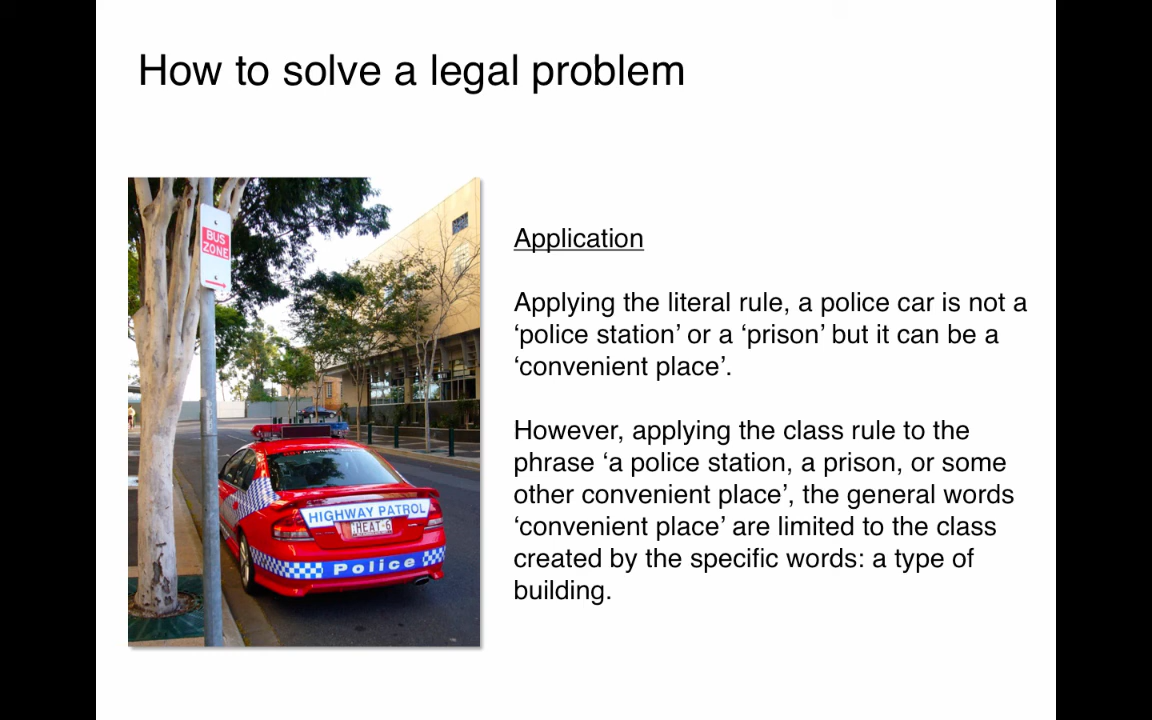 How to solve a legal problem
BUS
ZONE
HIGHWAY PATROL
HEAT-6
Police
Application
Applying the literal rule, a police car is not a
‘police station’ or a ‘prison’ but it can be a
‘convenient place’.
However, applying the class rule to the
phrase ‘a police station, a prison, or some
other convenient place’, the general words
‘convenient place’ are limited to the class
created by the specific words: a type of
building.